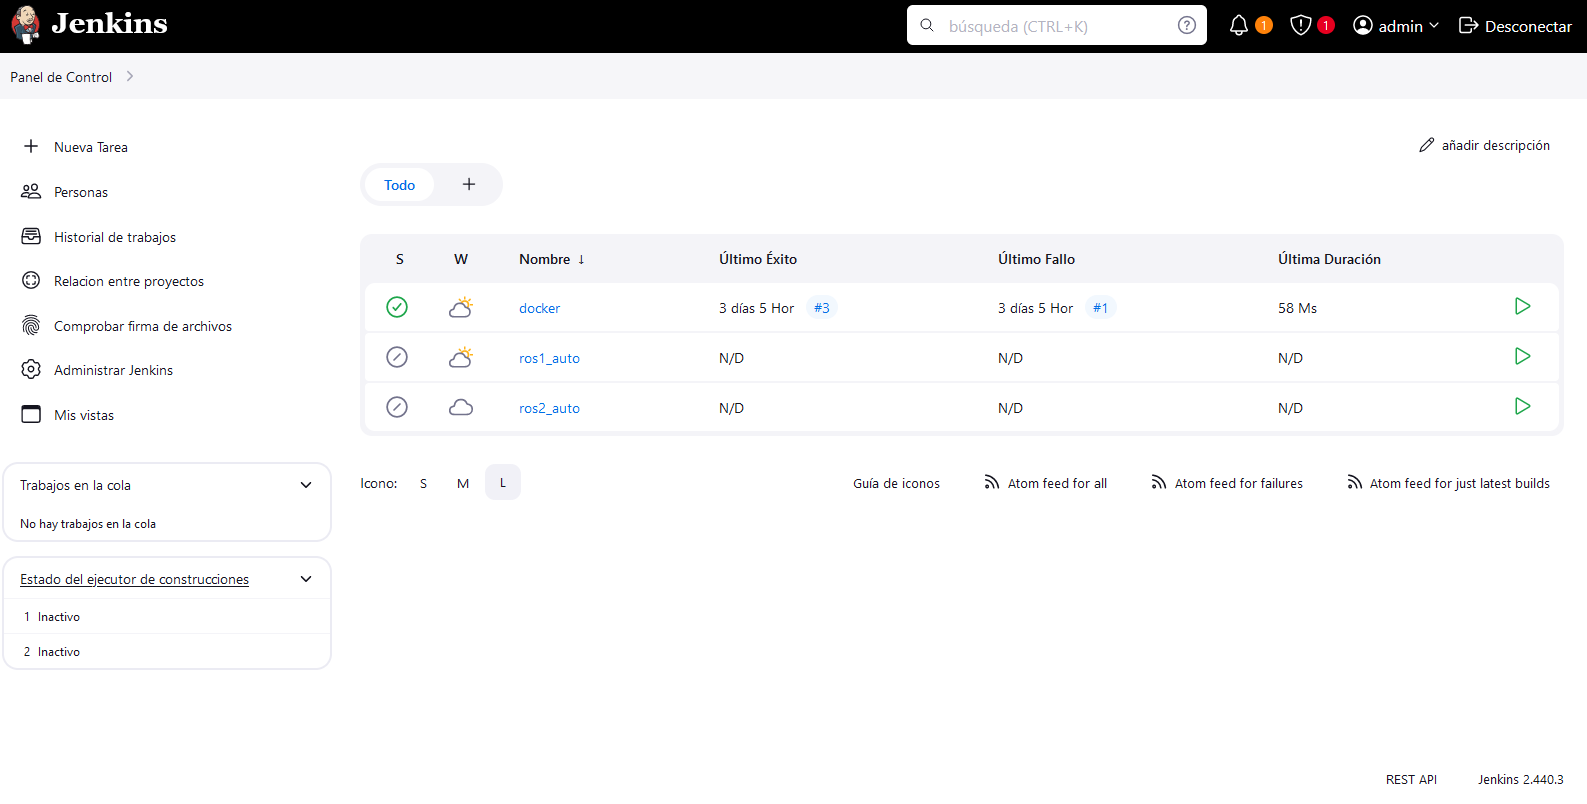 Jenkins
búsqueda (CTRL+K)
1
1
admin
Desconectar
Panel de Control
Nueva Tarea
Personas
Historial de trabajos
Relacion entre proyectos
Comprobar firma de archivos
Administrar Jenkins
Mis vistas
Trabajos en la cola
No hay trabajos en la cola
Estado del ejecutor de construcciones
1 Inactivo
2 Inactivo
añadir descripción
Todo
S W Nombre ↓ Último Éxito Último Fallo Última Duración
docker 3 días 5 Hor #3 3 días 5 Hor #1 58 Ms
ros1_auto N/D N/D N/D
ros2_auto N/D N/D N/D
Icono: S M L Guía de iconos Atom feed for all Atom feed for failures Atom feed for just latest builds
REST API Jenkins 2.440.3